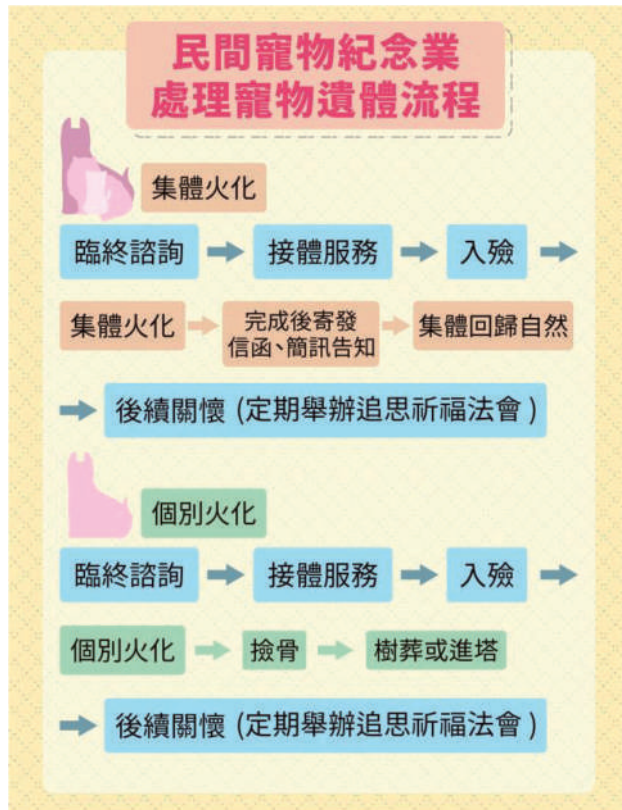 民間寵物紀念業
處理寵物遺體流程
集體火化
臨終諮詢 → 接體服務 → 入殮 →
集體火化 → 完成後寄發
信函、簡訊告知 → 集體回歸自然
→ 後續關懷 (定期舉辦追思祈福法會)
個別火化
臨終諮詢 → 接體服務 → 入殮 →
個別火化 → 撿骨 → 樹葬或進塔
→ 後續關懷 (定期舉辦追思祈福法會)